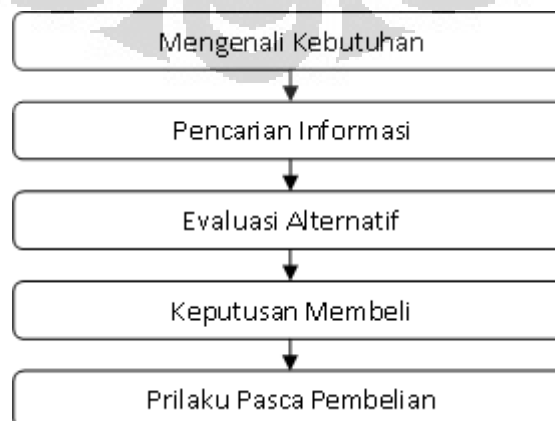 Mengenali Kebutuhan
Pencarian Informasi
Evaluasi Alternatif
Keputusan Membeli
Prilaku Pasca Pembelian